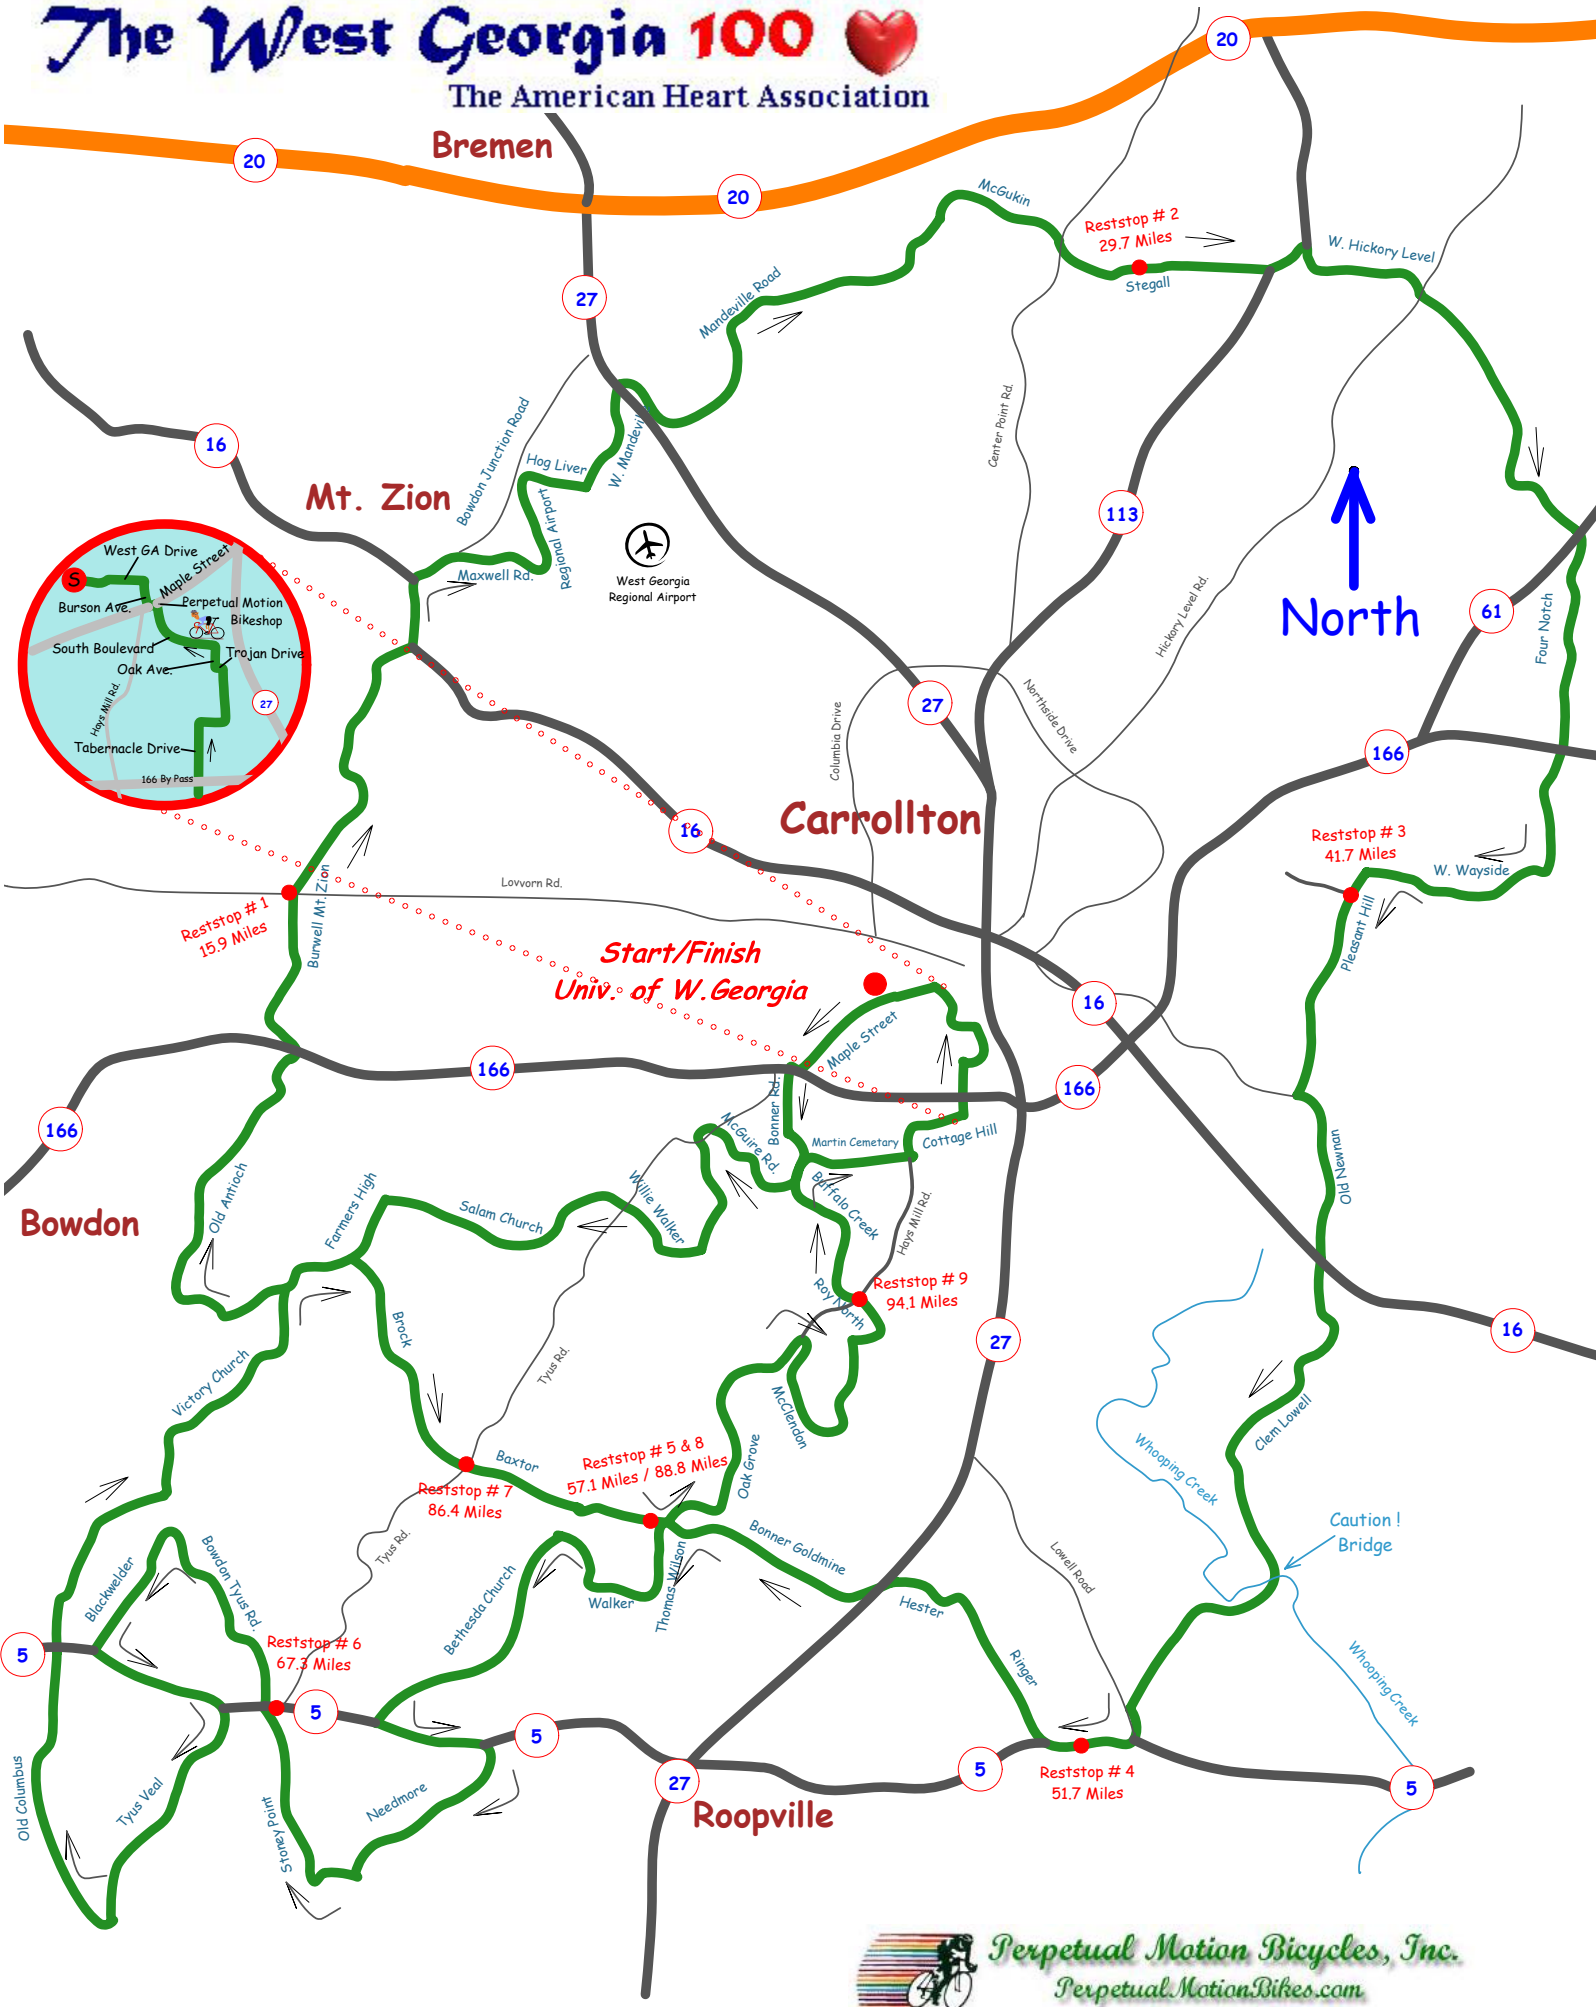 The West Georgia 100
The American Heart Association
Bremen
20
20
20
27
McGukin
Reststop # 2
29.7 Miles
Stegall
W. Hickory Level
Mandeville Road
16
Mt. Zion
Bowdon Junction Road
Hog Liver
W. Mandevil
Regional Airport
Maxwell Rd.
West Georgia
Regional Airport
Center Point Rd.
113
Hickory Level Rd.
North
61
Four Notch
West GA Drive
Maple Street
S
Burson Ave.
Perpetual Motion
Bikeshop
South Boulevard
Trojan Drive
Oak Ave.
Hays Mill Rd.
27
Tabernacle Drive
166 By Pass
27
Columbia Drive
Northside Drive
166
Carrollton
16
Reststop # 3
41.7 Miles
W. Wayside
Pleasant Hill
Lovvorn Rd.
Burwell Mt. Zion
Reststop # 1
15.9 Miles
Start/Finish
Univ. of W.Georgia
16
Maple Street
166
166
166
Bonner Rd.
McGuire Rd.
Martin Cemetary
Cottage Hill
Old Newnan
Bowdon
Old Antioch
Farmers High
Salam Church
Willie Walker
Buffalo Creek
Hays Mill Rd.
Roy North
Reststop # 9
94.1 Miles
27
16
Brock
Tyus Rd.
Victory Church
McClendon
Clem Lowell
Whooping Creek
Oak Grove
Baxtor
Reststop # 5 & 8
57.1 Miles / 88.8 Miles
Reststop # 7
86.4 Miles
Tyus Rd.
Bonner Goldmine
Caution !
Bridge
Lowell Road
Blackwelder
Bowdon Tyus Rd.
Bethesda Church
Walker
Thomas Wilson
Hester
Ringer
Whooping Creek
5
Reststop # 6
67.3 Miles
5
5
5
5
Reststop # 4
51.7 Miles
27
Roopville
Old Columbus
Tyus Veal
Stoney Point
Needmore
Perpetual Motion Bicycles, Inc.
PerpetualMotionBikes.com